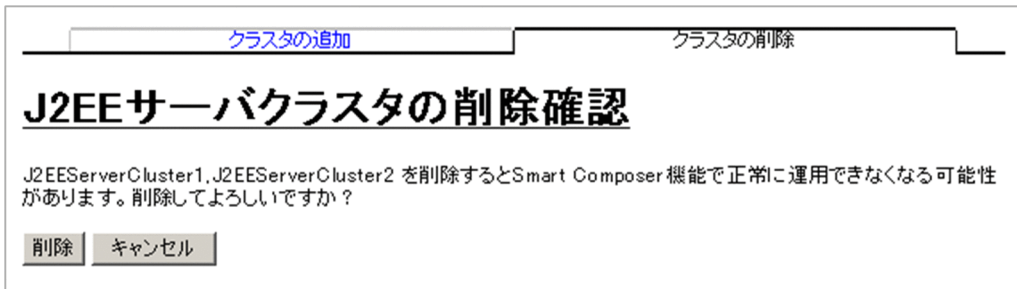 クラスタの追加
クラスタの削除
J2EEサーバクラスタの削除確認
J2EEServerCluster1,J2EEServerCluster2 を削除するとSmart Composer機能で正常に運用できなくなる可能性
があります。削除してよろしいですか？
削除
キャンセル